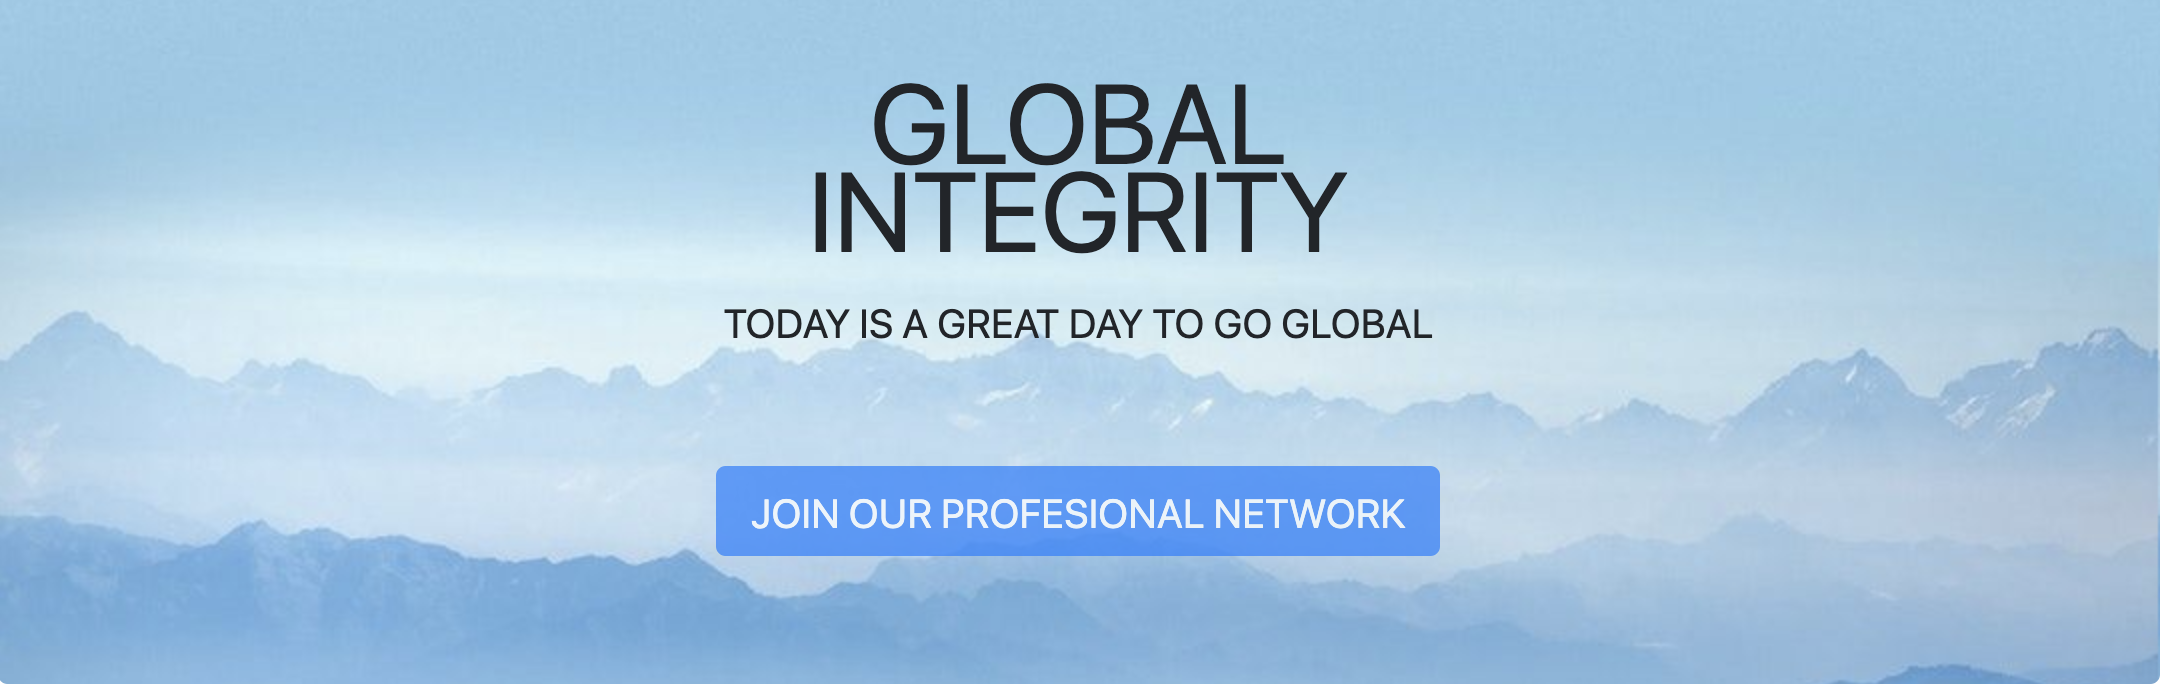 GLOBAL
INTEGRITY
TODAY IS A GREAT DAY TO GO GLOBAL
JOIN OUR PROFESIONAL NETWORK